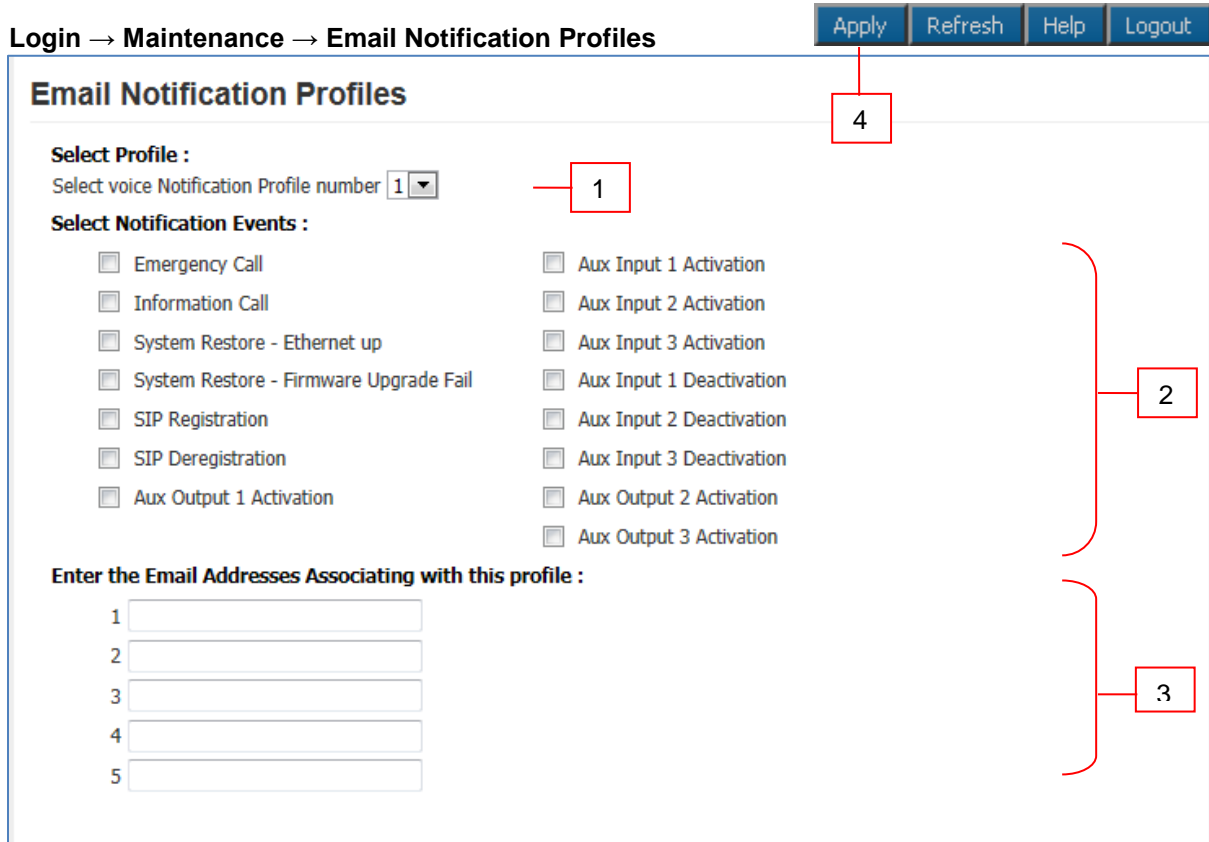 Login → Maintenance → Email Notification Profiles
Apply Refresh Help Logout
4
Email Notification Profiles
Select Profile :
Select voice Notification Profile number 1
1
Select Notification Events :
Emergency Call Aux Input 1 Activation
Information Call Aux Input 2 Activation
System Restore - Ethernet up Aux Input 3 Activation
System Restore - Firmware Upgrade Fail Aux Input 1 Deactivation
2
SIP Registration Aux Input 2 Deactivation
SIP Deregistration Aux Input 3 Deactivation
Aux Output 1 Activation Aux Output 2 Activation
Aux Output 3 Activation
Enter the Email Addresses Associating with this profile :
1
2
3
3
4
5